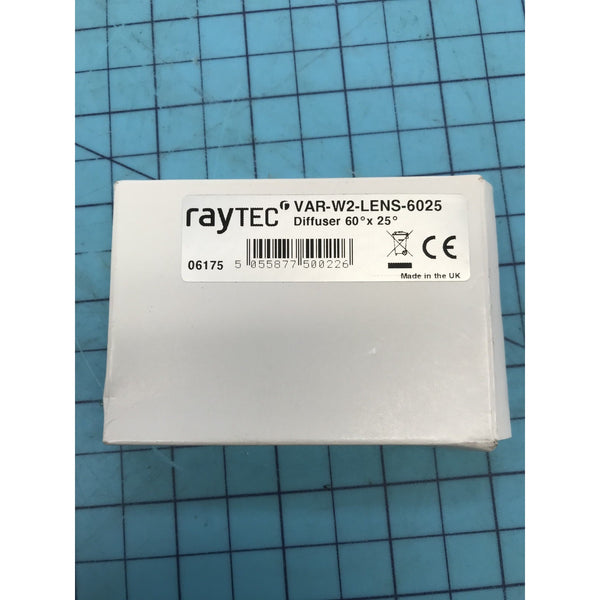 rayTEC r VAR-W2-LENS-6025
Diffuser 60° x 25°
06175 5 055877 500226 CE
Made in the UK